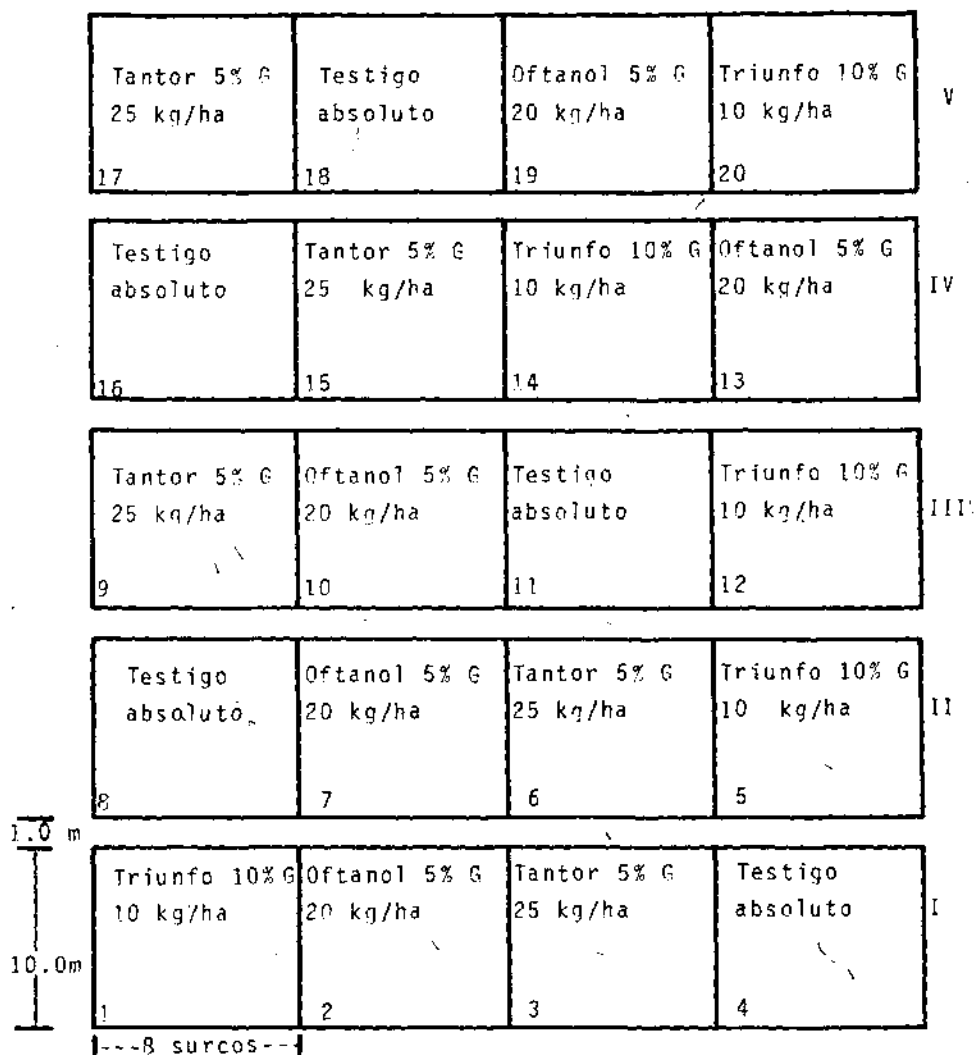 Tantor 5% G
25 kg/ha
17
Testigo
absoluto
18
Oftanol 5% G
20 kg/ha
19
Triunfo 10% G
10 kg/ha
20
V
Testigo
absoluto
16
Tantor 5% G
25 kg/ha
15
Triunfo 10% G
10 kg/ha
14
Oftanol 5% G
20 kg/ha
13
IV
Tantor 5% G
25 kg/ha
9
Oftanol 5% G
20 kg/ha
10
Testigo
absoluto
11
Triunfo 10% G
10 kg/ha
12
III
Testigo
absoluto
8
Oftanol 5% G
20 kg/ha
7
Tantor 5% G
25 kg/ha
6
Triunfo 10% G
10 kg/ha
5
II
1.0 m
Triunfo 10% G
10 kg/ha
1
Oftanol 5% G
20 kg/ha
2
Tantor 5% G
25 kg/ha
3
Testigo
absoluto
4
I
10.0m
---8 surcos---